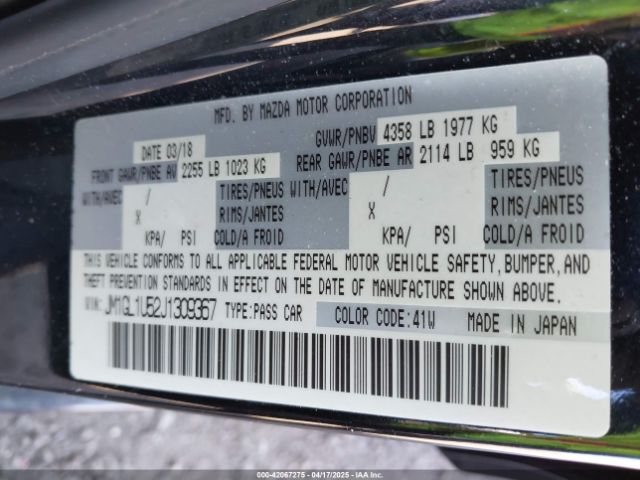 MFD. BY MAZDA MOTOR CORPORATION
DATE 03/18 GVWR/PNBV 4358 LB 1977 KG
FRONT GAWR/PNBE AV 2255 LB 1023 KG REAR GAWR/PNBE AR 2114 LB 959 KG
WITH/AVEC / TIRES/PNEUS WITH/AVEC / TIRES/PNEUS
X RIMS/JANTES X RIMS/JANTES
KPA/ PSI COLD/A FROID KPA/ PSI COLD/A FROID
THIS VEHICLE CONFORMS TO ALL APPLICABLE FEDERAL MOTOR VEHICLE SAFETY, BUMPER, AND
THEFT PREVENTION STANDARDS IN EFFECT ON THE DATE OF MANUFACTURE SHOWN ABOVE.
VIN: JM1GL1U52J1309367 TYPE:PASS CAR COLOR CODE:41W MADE IN JAPAN
000-42067275 - 04/17/2025 - IAAI.com